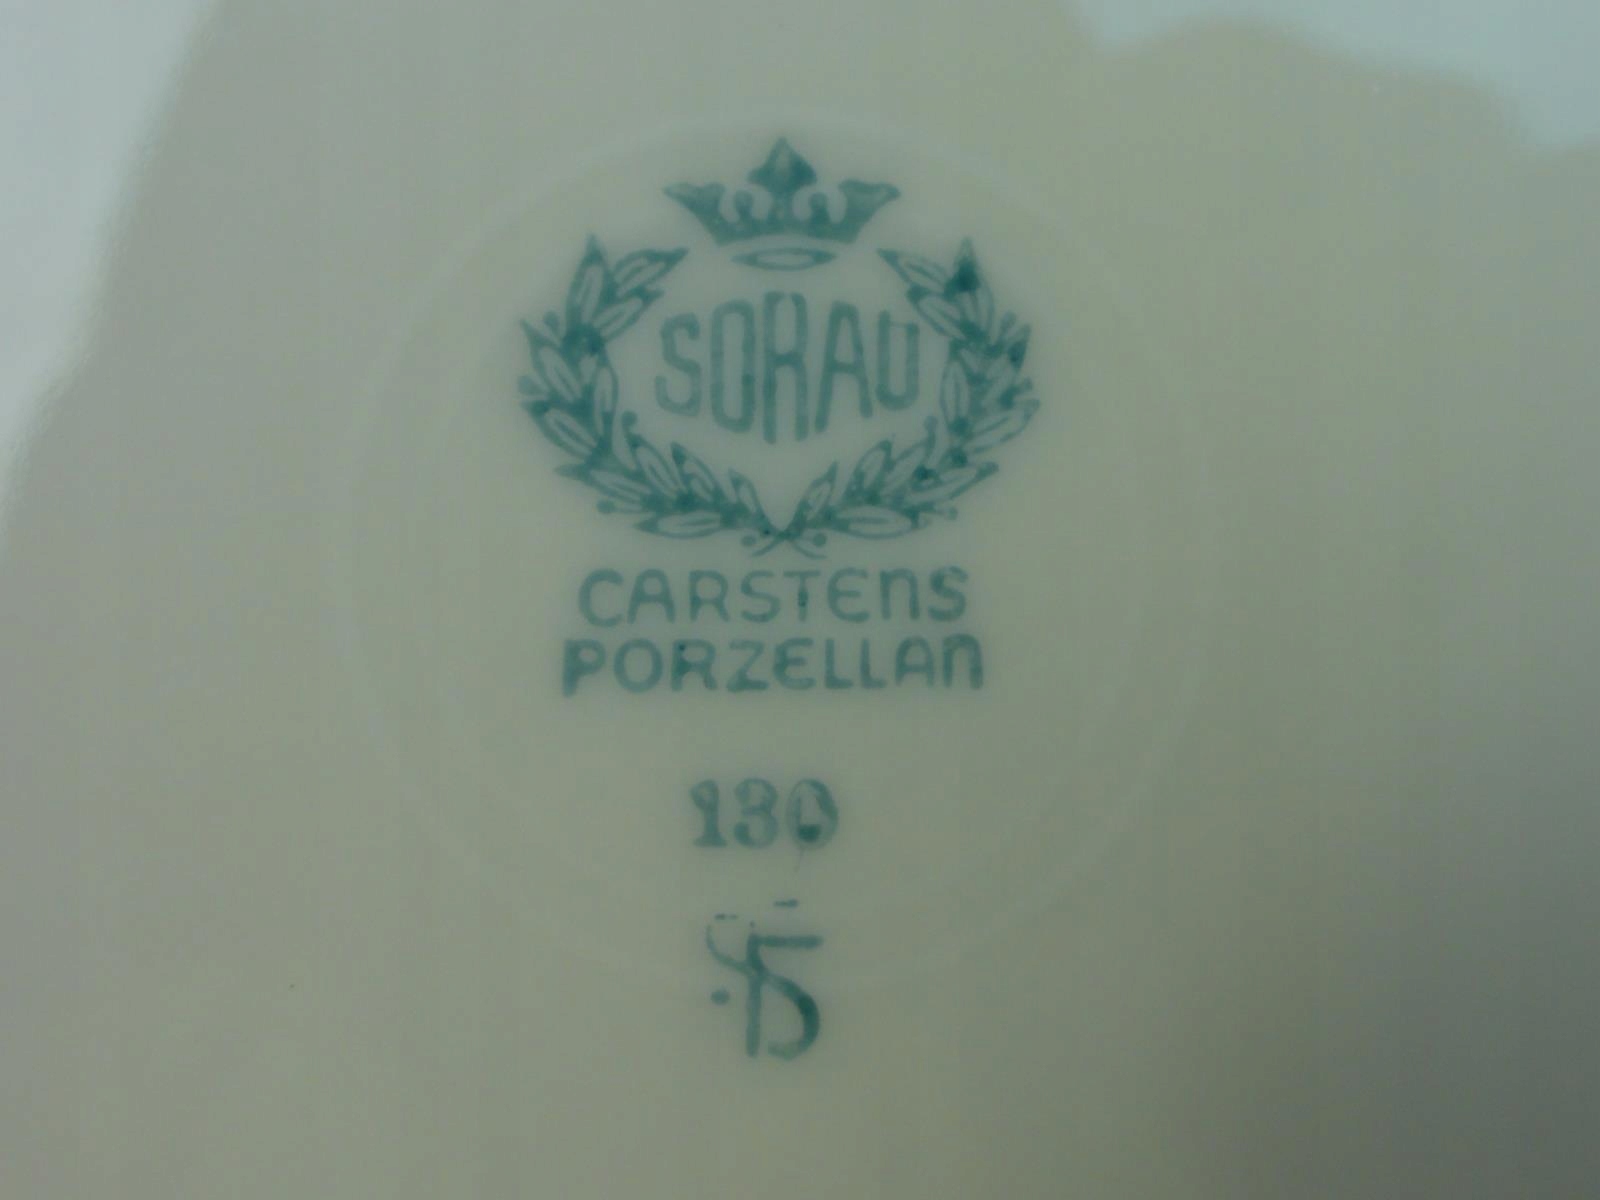 SORAU
CARSTENS
PORZELLAN
130